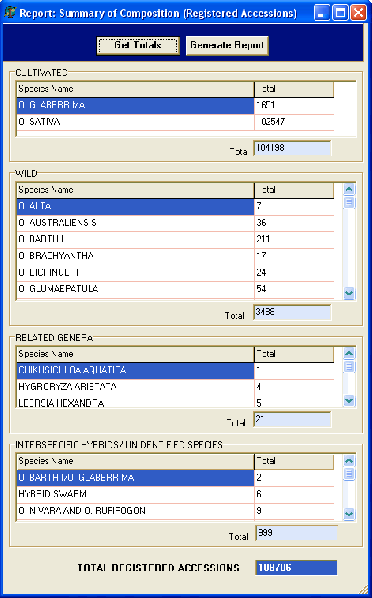 Report: Summary of Composition (Registered Accessions)
Get Totals Generate Report
CULTIVATED
Species Name Total
O. GLABERRIMA 1651
O. SATIVA 102547
Total 104198
WILD
Species Name Total
O. ALTA 7
O. AUSTRALIENSIS 36
O. BARTHII 211
O. BRACHYANTHA 17
O. EICHINGERI 24
O. GLUMAEPATULA 54
Total
RELATED GENERA
Species Name Total
CHIKUSICHLOA AQUATICA 1
HYGRORYZA ARISTATA 4
LEERSIA HEXANDRA 5
Total
INTERSPECIFIC HYBRIDS/UNIDENTIFIED SPECIES
Species Name Total
O. BARTHII/O. GLABERRIMA 2
HYBRID SWARM 6
O. NIVARA AND O. RUFIPOGON 9
Total 999
TOTAL REGISTERED ACCESSIONS 108706